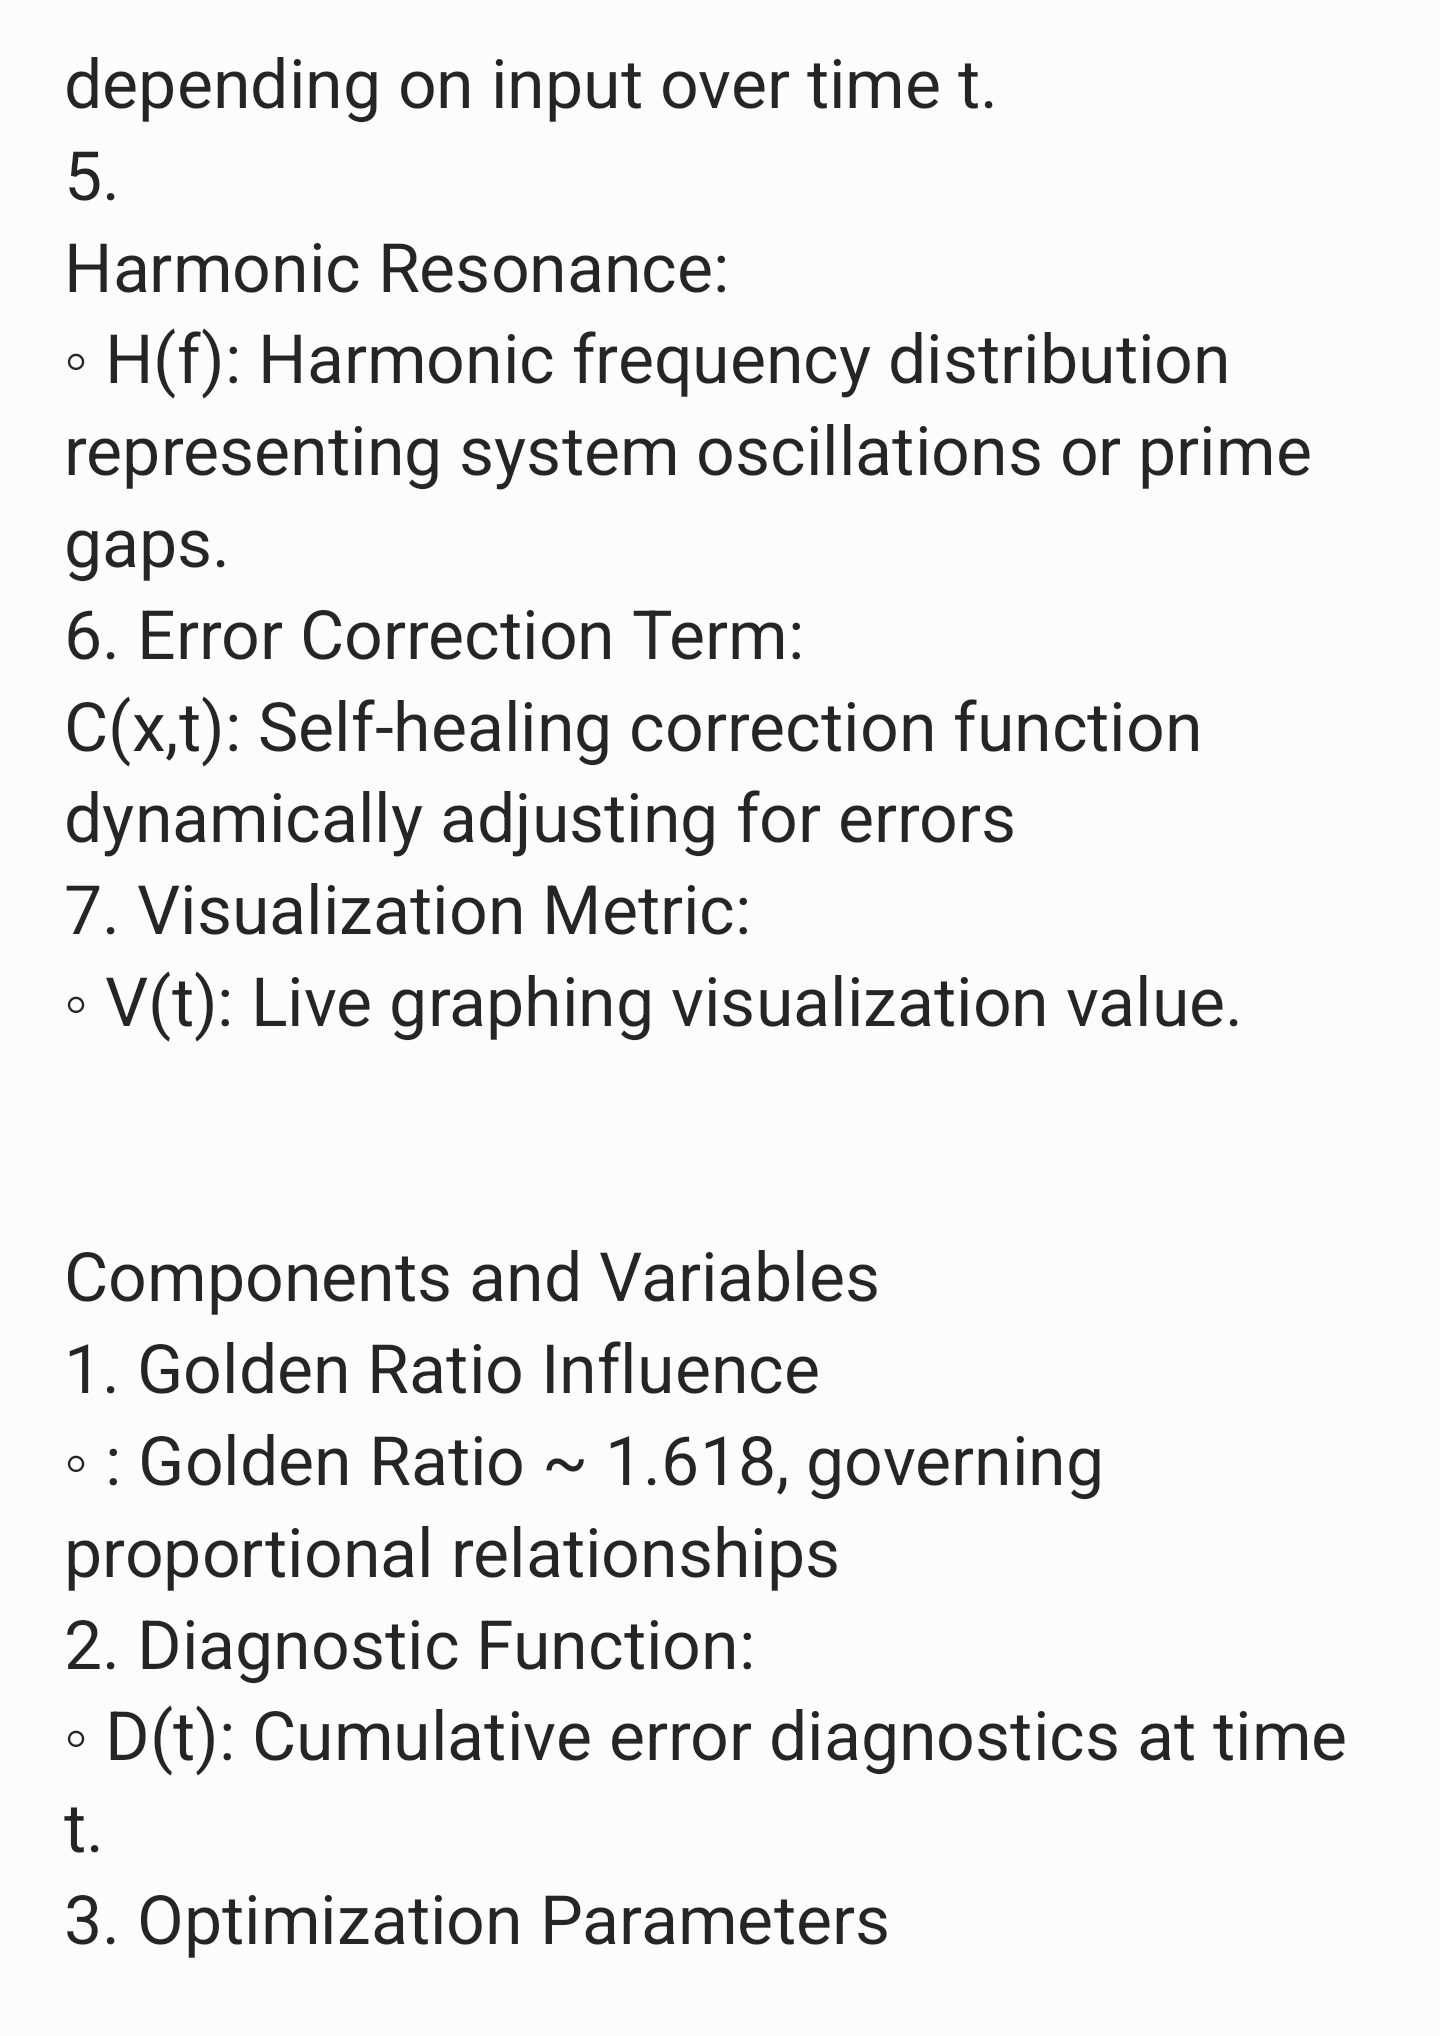 depending on input over time t.
5.
Harmonic Resonance:
◦ H(f): Harmonic frequency distribution
representing system oscillations or prime
gaps.
6. Error Correction Term:
C(x,t): Self-healing correction function
dynamically adjusting for errors
7. Visualization Metric:
◦ V(t): Live graphing visualization value.
Components and Variables
1. Golden Ratio Influence
◦ : Golden Ratio ~ 1.618, governing
proportional relationships
2. Diagnostic Function:
◦ D(t): Cumulative error diagnostics at time
t.
3. Optimization Parameters